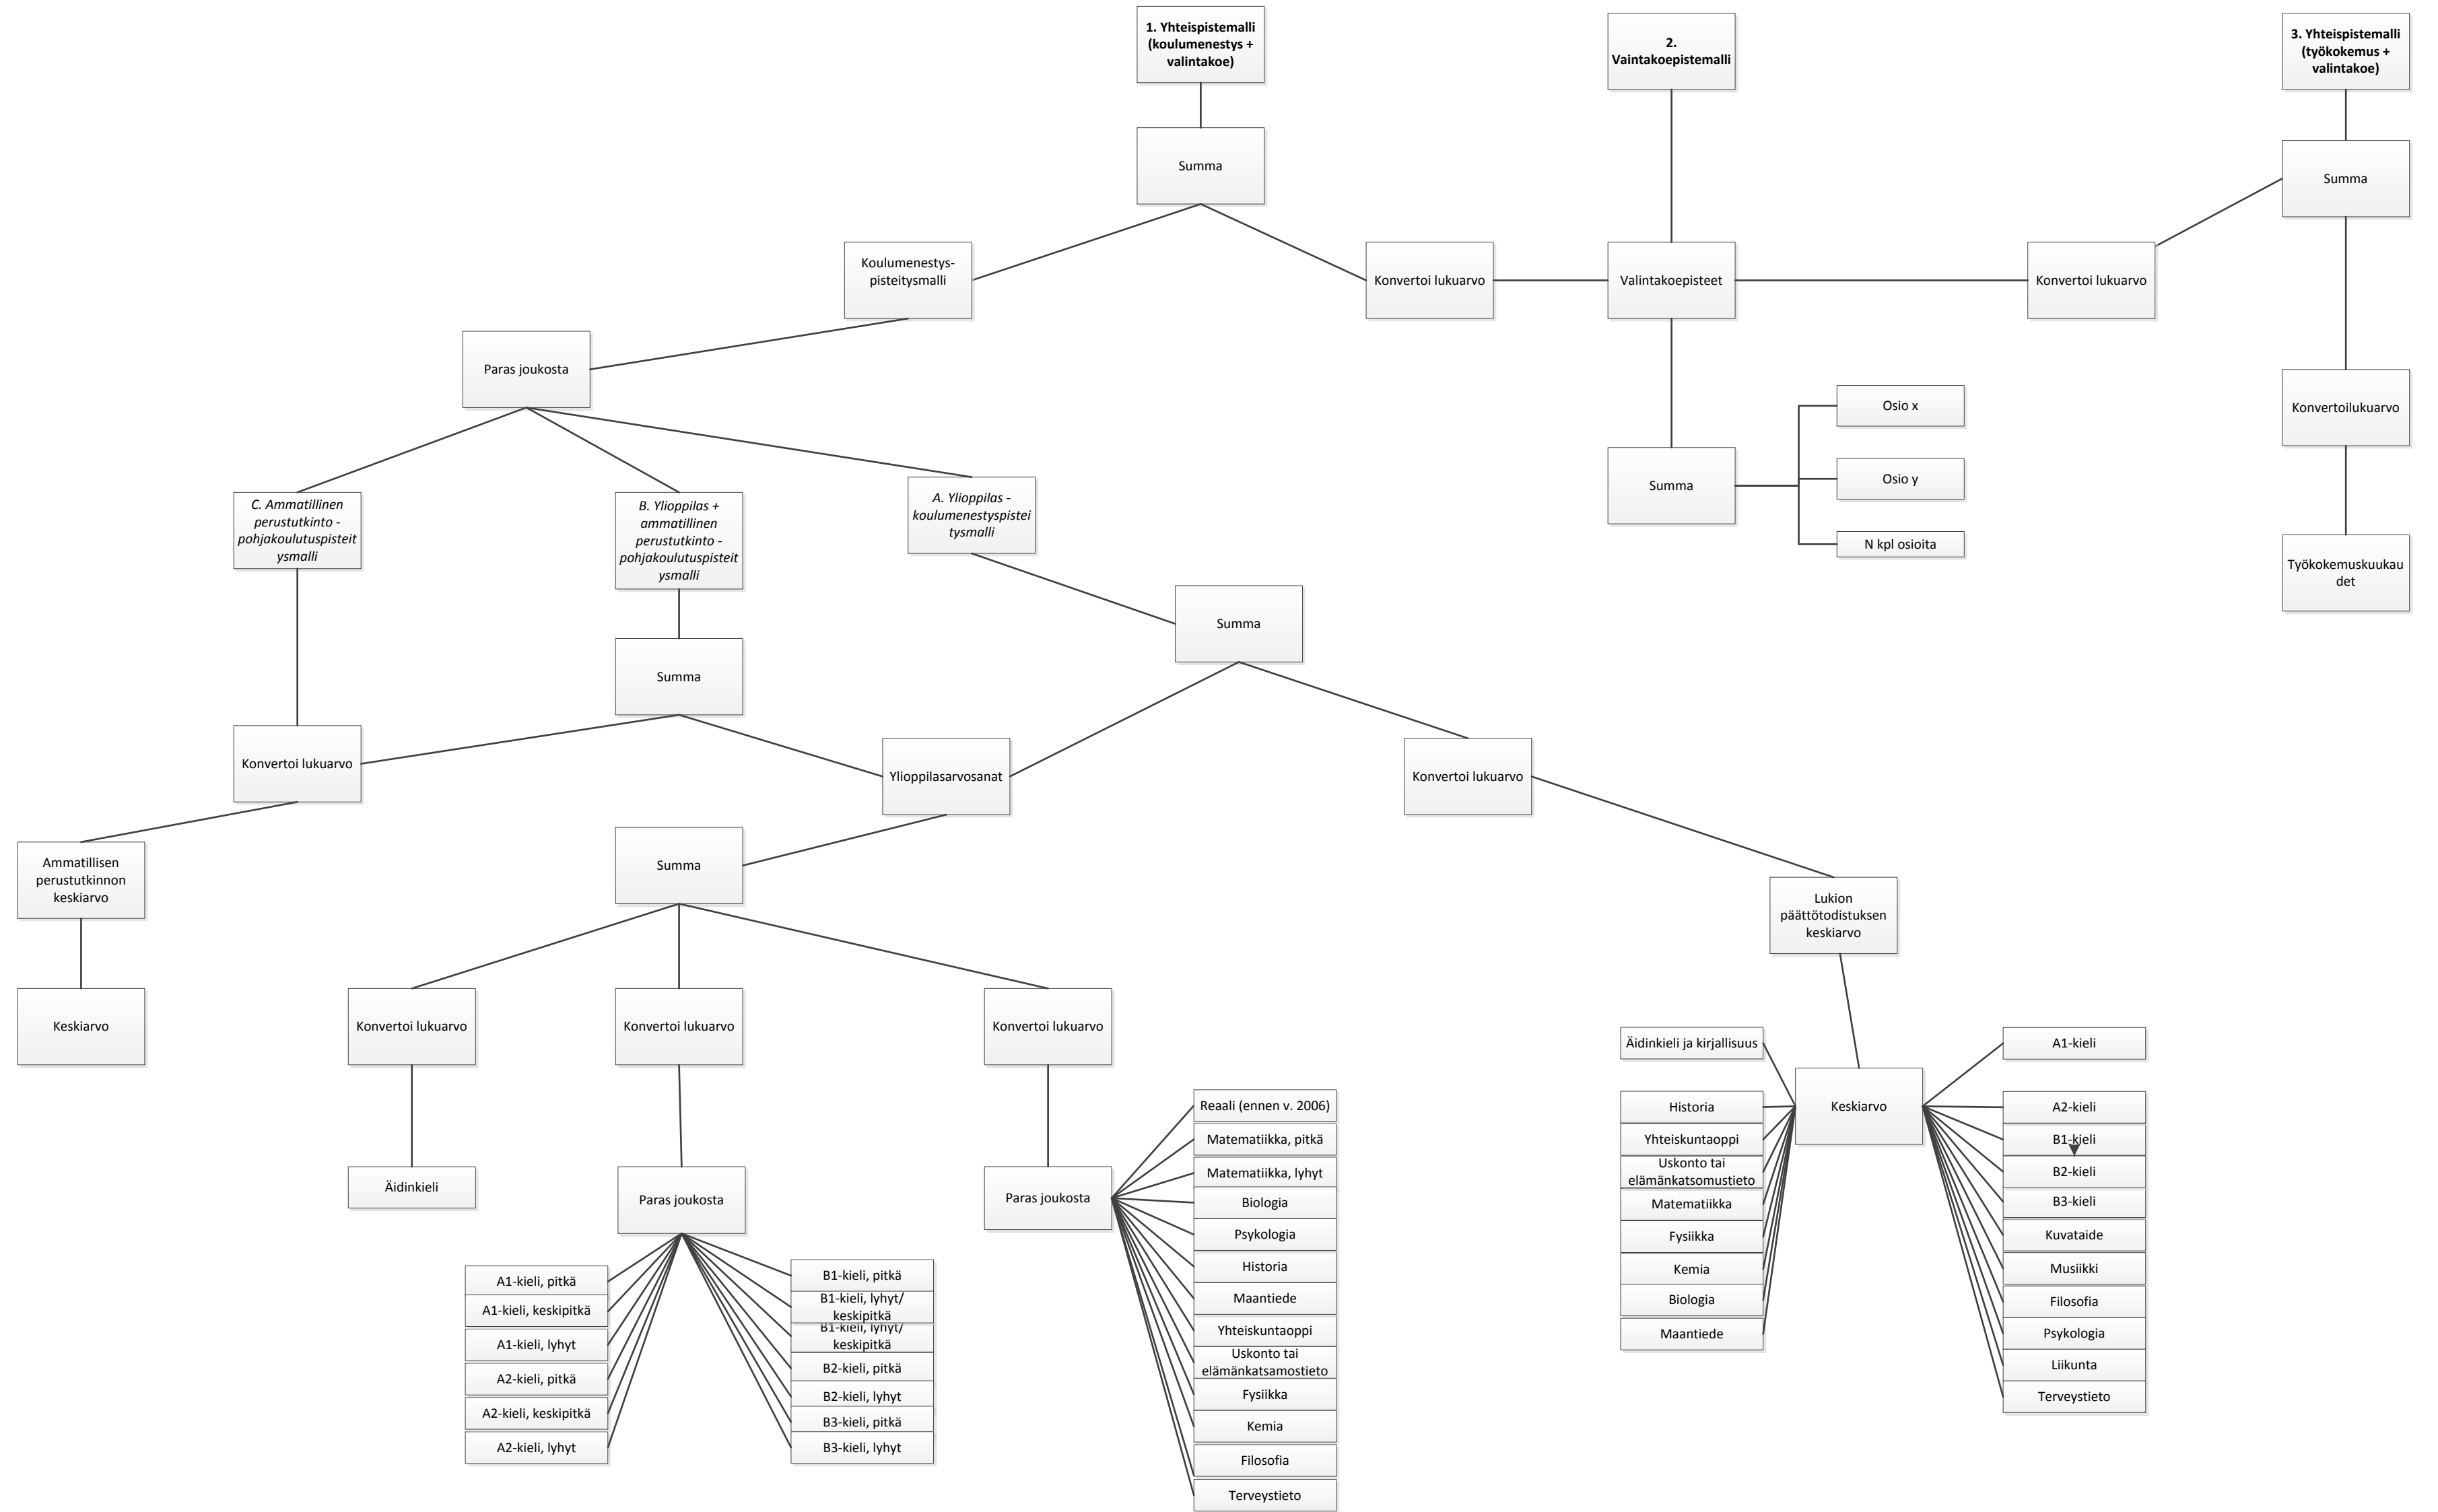 1. Yhteispistemalli
(koulumenestys +
valintakoe)
2.
Vaintakoepistemalli
3. Yhteispistemalli
(työkokemus +
valintakoe)
Summa
Summa
Koulumenestys-
pisteitysmalli
Konvertoi lukuarvo
Valintakoepisteet
Konvertoi lukuarvo
Paras joukosta
Konvertoilukuarvo
Osio x
Summa
Osio y
N kpl osioita
Työkokemuskuukau
det
C. Ammatillinen
perustutkinto -
pohjakoulutuspisteit
ysmalli
B. Ylioppilas +
ammatillinen
perustutkinto -
pohjakoulutuspisteit
ysmalli
A. Ylioppilas -
koulumenestyspistei
tysmalli
Summa
Summa
Konvertoi lukuarvo
Ylioppilasarvosanat
Konvertoi lukuarvo
Ammatillisen
perustutkinnon
keskiarvo
Summa
Lukion
päättötodistuksen
keskiarvo
Keskiarvo
Konvertoi lukuarvo
Konvertoi lukuarvo
Konvertoi lukuarvo
Äidinkieli
Paras joukosta
Paras joukosta
A1-kieli, pitkä
A1-kieli, keskipitkä
A1-kieli, lyhyt
A2-kieli, pitkä
A2-kieli, keskipitkä
A2-kieli, lyhyt
B1-kieli, pitkä
B1-kieli, lyhyt/
keskipitkä
B1-kieli, lyhyt/
keskipitkä
B2-kieli, pitkä
B2-kieli, lyhyt
B3-kieli, pitkä
B3-kieli, lyhyt
Reaali (ennen v. 2006)
Matematiikka, pitkä
Matematiikka, lyhyt
Biologia
Psykologia
Historia
Maantiede
Yhteiskuntaoppi
Uskonto tai
elämänkatsamostieto
Fysiikka
Kemia
Filosofia
Terveystieto
Äidinkieli ja kirjallisuus
Historia
Yhteiskuntaoppi
Uskonto tai
elämänkatsomustieto
Matematiikka
Fysiikka
Kemia
Biologia
Maantiede
Keskiarvo
A1-kieli
A2-kieli
B1-kieli
B2-kieli
B3-kieli
Kuvataide
Musiikki
Filosofia
Psykologia
Liikunta
Terveystieto